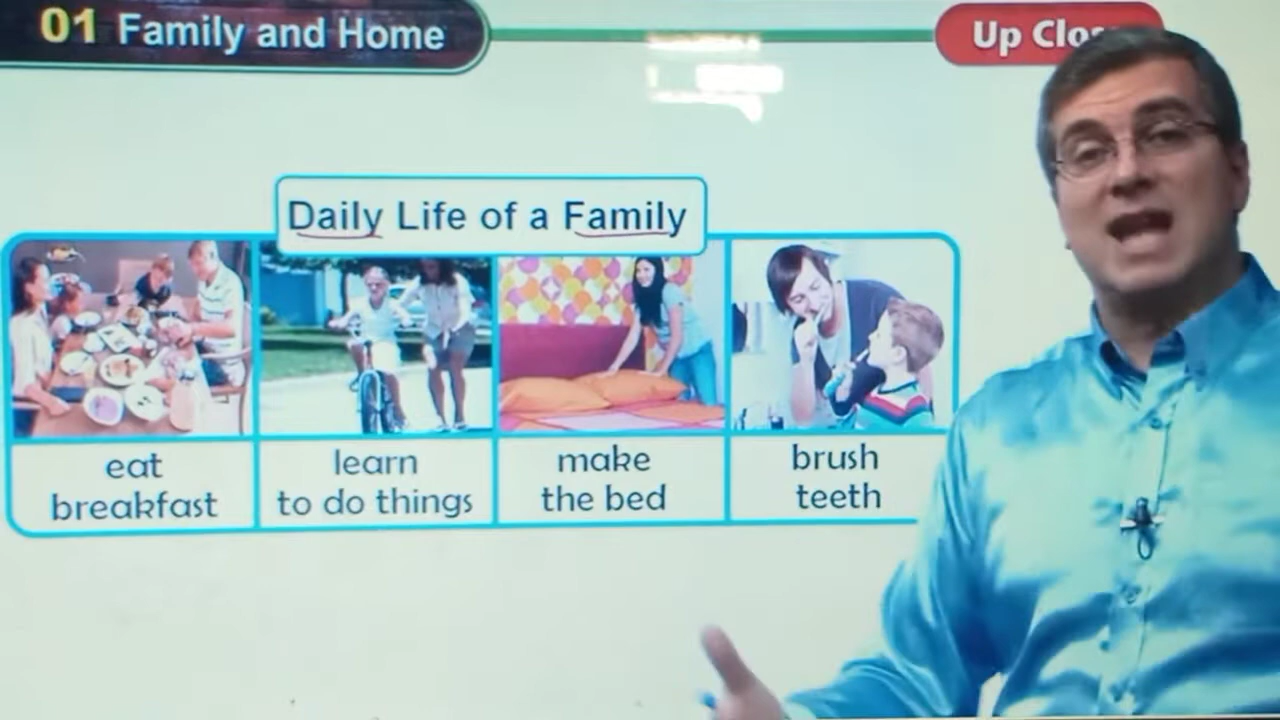 01 Family and Home
Up
Daily Life of a Family
eat
breakfast
learn
to do things
make
the bed
brush
teeth